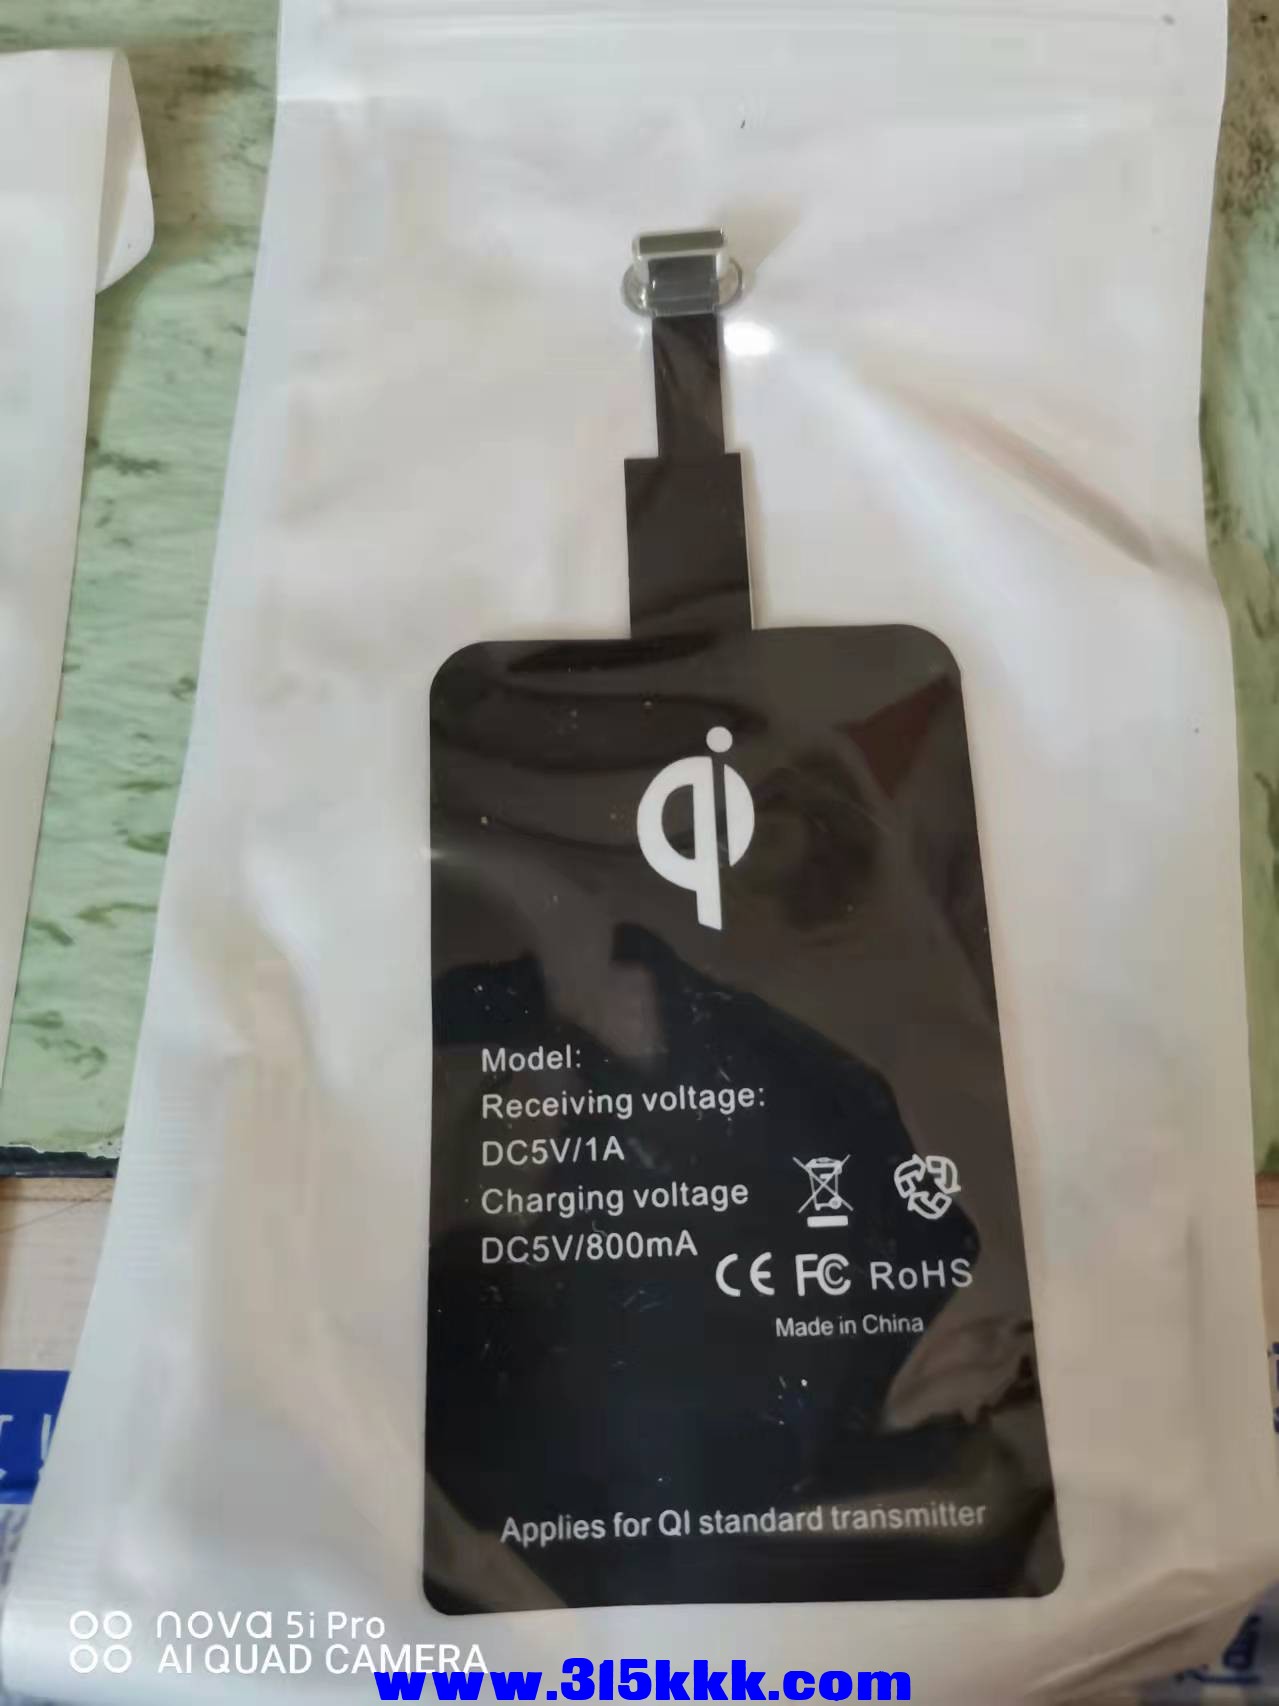 qi
Model:
Receiving voltage:
DC5V/1A
Charging voltage
DC5V/800mA
CE FC RoHS
Made in China
Applies for QI standard transmitter
nova 5i Pro
AI QUAD CAMERA
www.315kkk.com